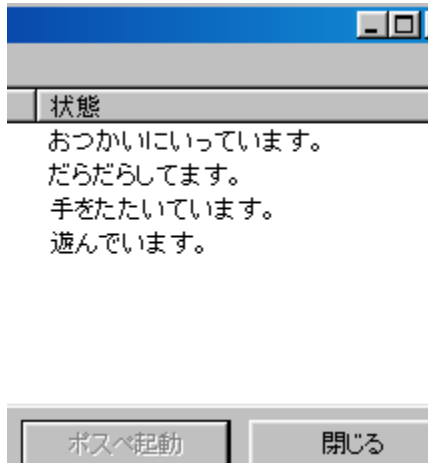 状態
おつかいにいっています。
だらだらしてます。
手をたたいています。
遊んでいます。
ポスペ起動
閉じる